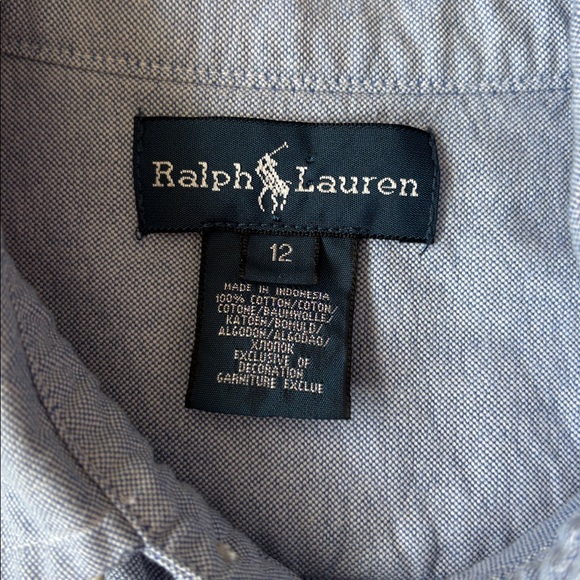 Ralph Lauren
12
MADE IN INDONESIA
100% COTTON/COTON/
COTONE/BAUMWOLLE/
KATOEN/BOMULD/
ALGODON/ALGODAO/
ХЛОПОК
EXCLUSIVE OF
DECORATION
GARNITURE EXCLUE